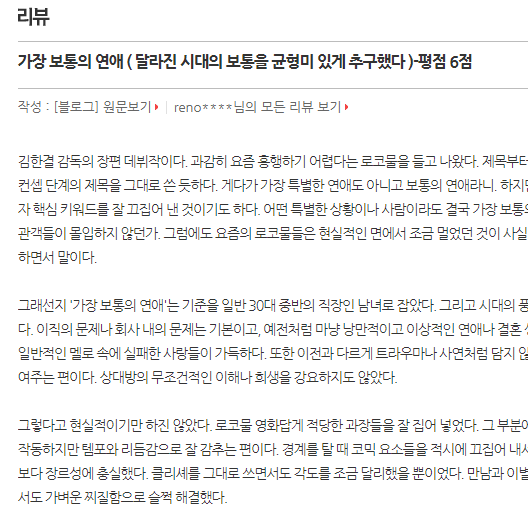 리뷰
가장 보통의 연애 ( 달라진 시대의 보통을 균형미 있게 추구했다 )-평점 6점
작성 : [블로그] 원문보기 | reno****님의 모든 리뷰 보기
김한결 감독의 장편 데뷔작이다. 과감히 요즘 흥행하기 어렵다는 로코물을 들고 나왔다. 제목부터
컨셉 단계의 제목을 그대로 쓴 듯하다. 게다가 가장 특별한 연애도 아니고 보통의 연애라니. 하지만
자 핵심 키워드를 잘 끄집어 낸 것이기도 하다. 어떤 특별한 상황이나 사람이라도 결국 가장 보통의
관객들이 몰입하지 않던가. 그럼에도 요즘의 로코물들은 현실적인 면에서 조금 멀었던 것이 사실
하면서 말이다.
그래선지 '가장 보통의 연애'는 기준을 일반 30대 중반의 직장인 남녀로 잡았다. 그리고 시대의 풍
다. 이직의 문제나 회사 내의 문제는 기본이고, 예전처럼 마냥 낭만적이고 이상적인 연애나 결혼
일반적인 멜로 속에 실패한 사랑들이 가득하다. 또한 이전과 다르게 트라우마나 사연처럼 담지 않
여주는 편이다. 상대방의 무조건적인 이해나 희생을 강요하지도 않았다.
그렇다고 현실적이기만 하진 않았다. 로코물 영화답게 적당한 과장들을 잘 집어 넣었다. 그 부분이
작동하지만 템포와 리듬감으로 잘 감추는 편이다. 경계를 탈 때 코믹 요소들을 적시에 끄집어 내서
보다 장르성에 충실했다. 클리셰를 그대로 쓰면서도 각도를 조금 달리했을 뿐이었다. 만남과 이별
서도 가벼운 찌질함으로 슬쩍 해결했다.